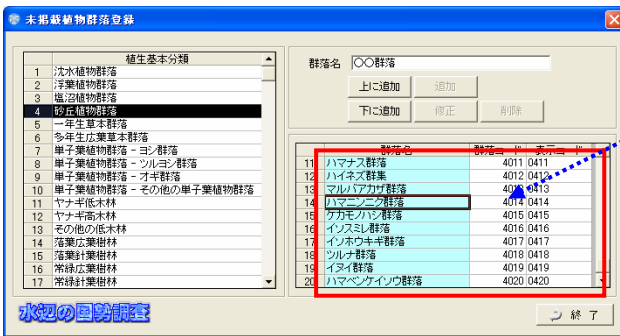 未掲載植物群落登録
植生基本分類
1 沈水植物群落
2 浮葉植物群落
3 塩沼植物群落
4 砂丘植物群落
5 一年生草本群落
6 多年生広葉草本群落
7 単子葉植物群落 - ヨシ群落
8 単子葉植物群落 - ツルヨシ群落
9 単子葉植物群落 - オギ群落
10 単子葉植物群落 - その他の単子葉植物群落
11 ヤナギ低木林
12 ヤナギ高木林
13 その他の低木林
14 落葉広葉樹林
15 落葉針葉樹林
16 常緑広葉樹林
17 常緑針葉樹林
群落名 〇〇群落
上に追加 追加
下に追加 修正 削除
群落名 群落コード 表示コード
11 ハマナス群落 4011 0411
12 ハイネズ群集 4012 0412
13 マルバアカザ群落 4013 0413
14 ハマニンニク群落 4014 0414
15 ケカモノハシ群落 4015 0415
16 イソスミレ群落 4016 0416
17 イソホウキギ群落 4017 0417
18 ツルナ群落 4018 0418
19 イヌイ群落 4019 0419
20 ハマベンケイソウ群落 4020 0420
水辺の国勢調査
終 了